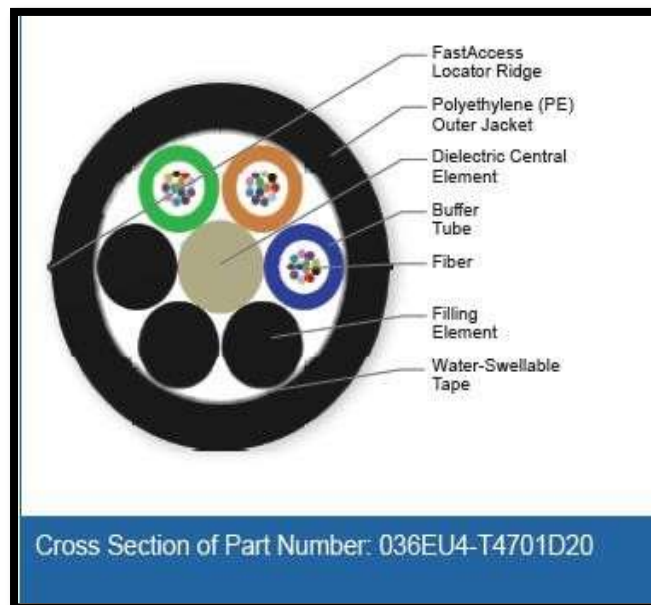 FastAccess
Locator Ridge
Polyethylene (PE)
Outer Jacket
Dielectric Central
Element
Buffer
Tube
Fiber
Filling
Element
Water-Swellable
Tape
Cross Section of Part Number: 036EU4-T4701D20